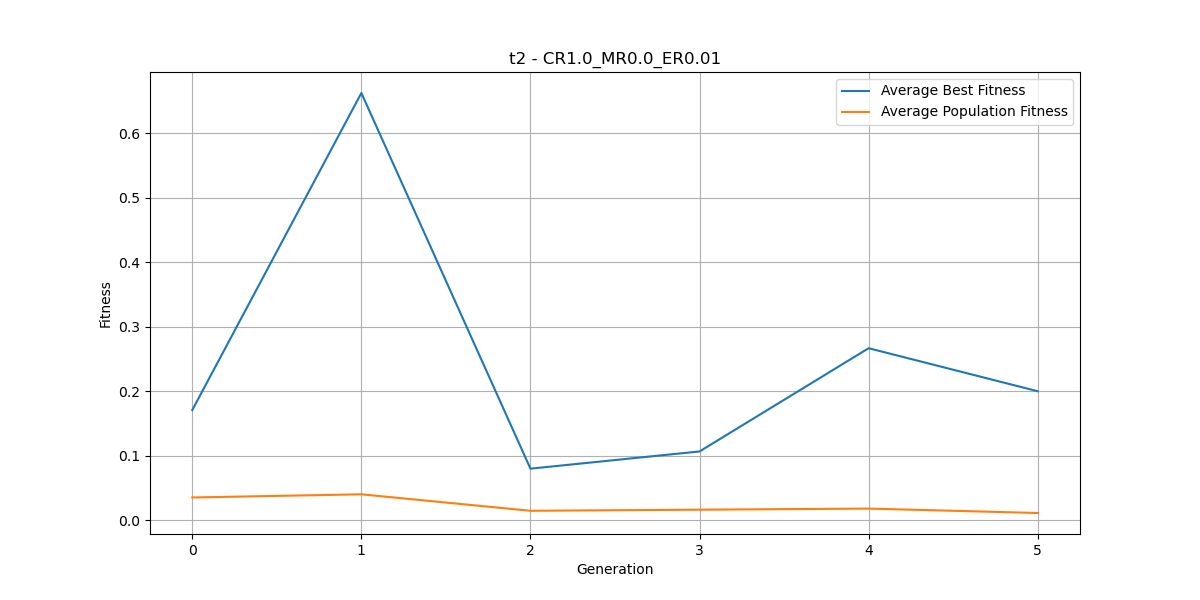 t2 - CR1.0_MR0.0_ER0.01
Average Best Fitness
Average Population Fitness
Fitness
0.6
0.5
0.4
0.3
0.2
0.1
0.0
0 1 2 3 4 5
Generation